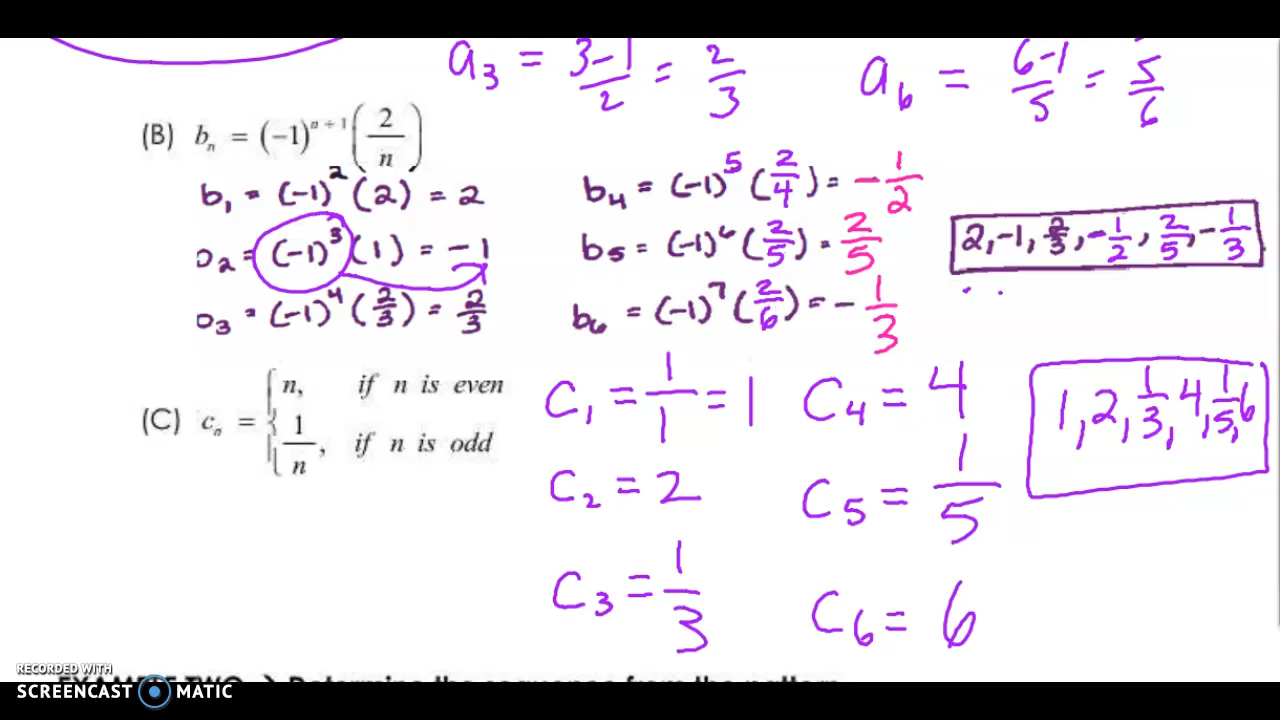 a₃ = 3-1/2 = 2/3
a₆ = 6-1/5 = 5/6
(B) bₙ = (-1)ⁿ⁺¹ (2/n)
b₁ = (-1)² (2) = 2
b₂ = (-1)³ (1) = -1
b₃ = (-1)⁴ (2/3) = 2/3
b₄ = (-1)⁵ (2/4) = -1/2
b₅ = (-1)⁶ (2/5) = 2/5
b₆ = (-1)⁷ (2/6) = -1/3
2, -1, 2/3, -1/2, 2/5, -1/3
(C) cₙ = { n, if n is even
1/n, if n is odd
C₁ = 1/1 = 1
C₂ = 2
C₃ = 1/3
C₄ = 4
C₅ = 1/5
C₆ = 6
1, 2, 1/3, 4, 1/5, 6
RECORDED WITH
SCREENCAST MATIC